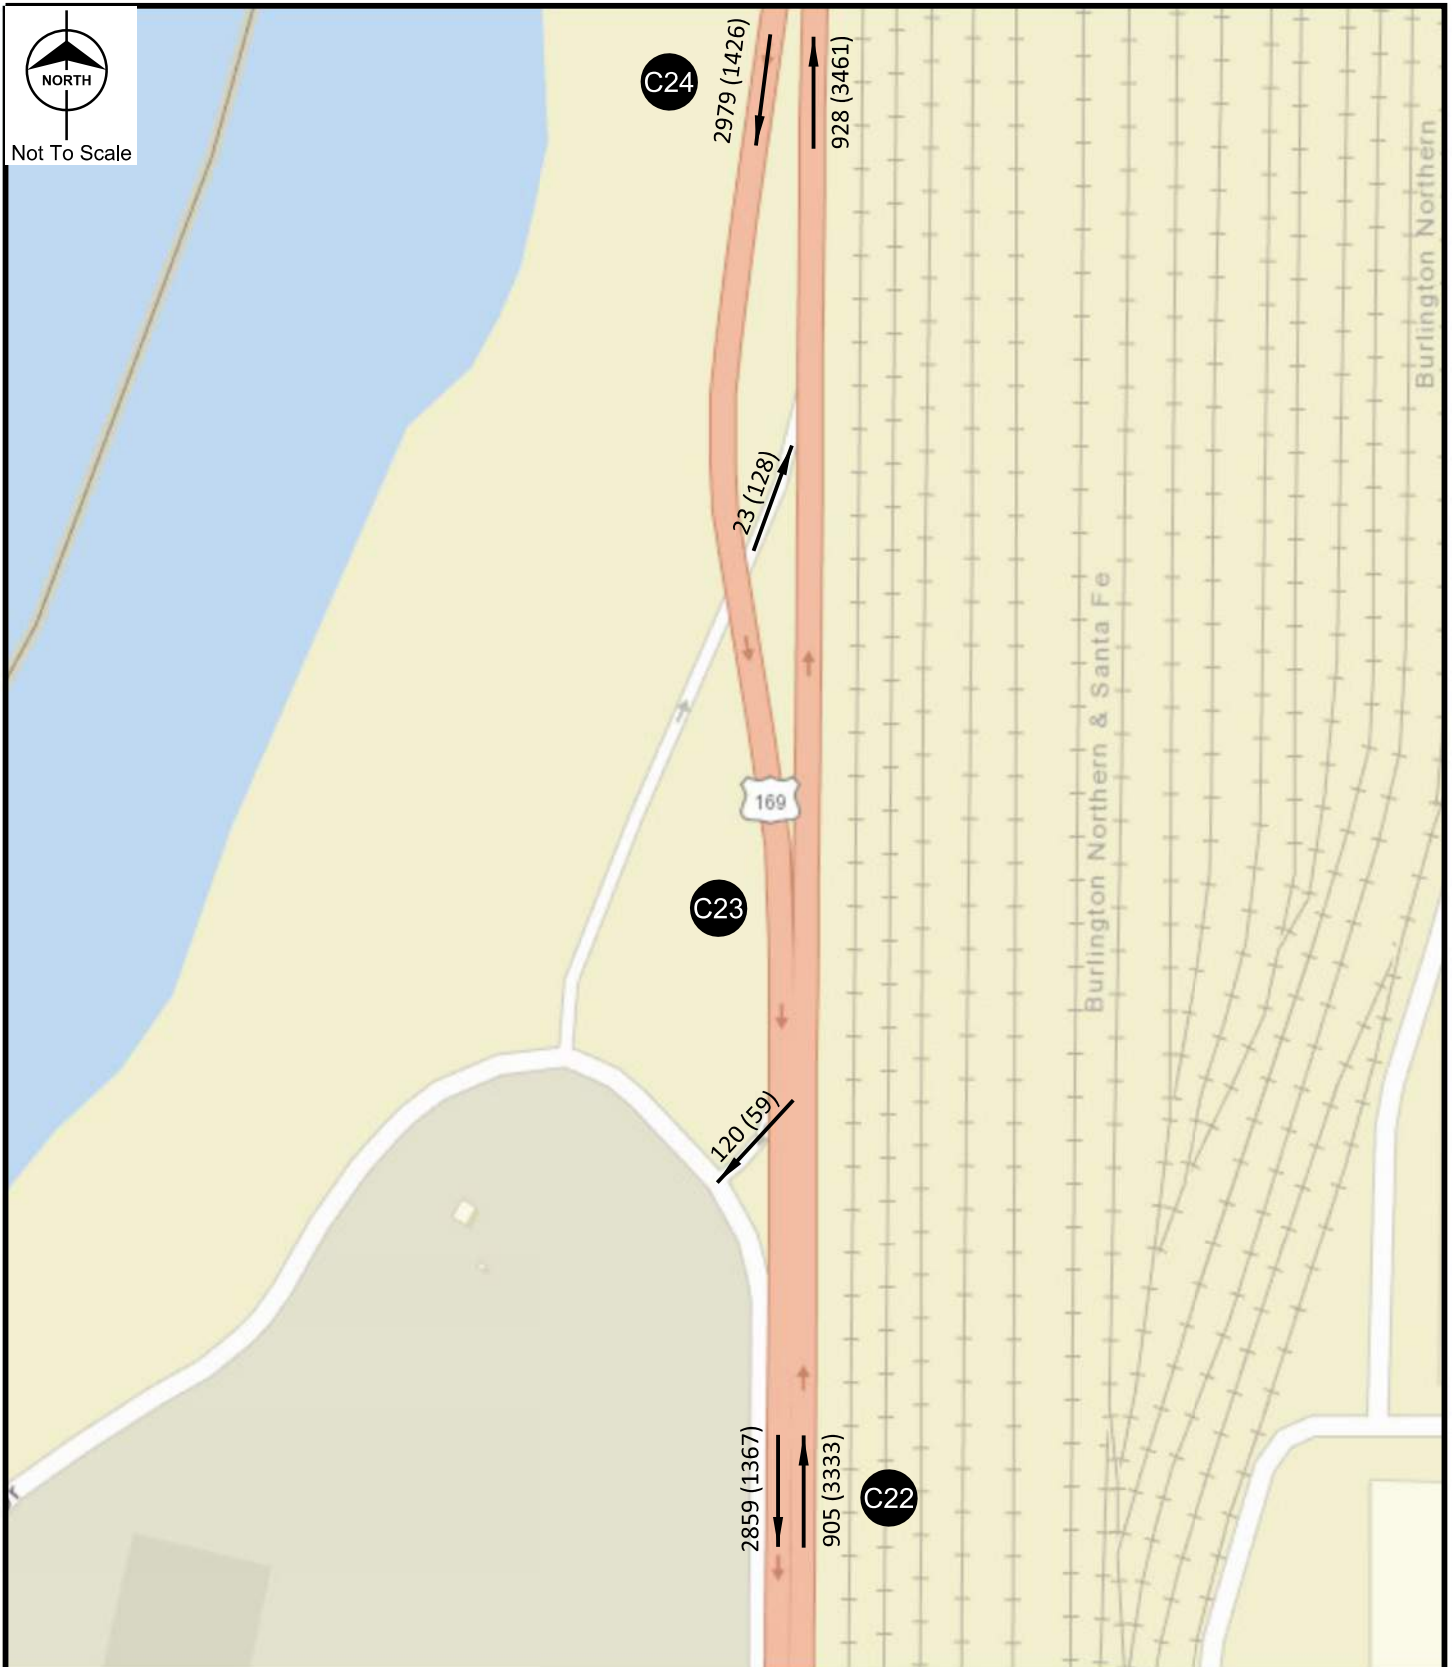 NORTH
Not To Scale
C24
2979 (1426)
928 (3461)
Burlington Northern
23 (128)
Burlington Northern & Santa Fe
169
C23
120 (59)
2859 (1367)
905 (3333)
C22
r